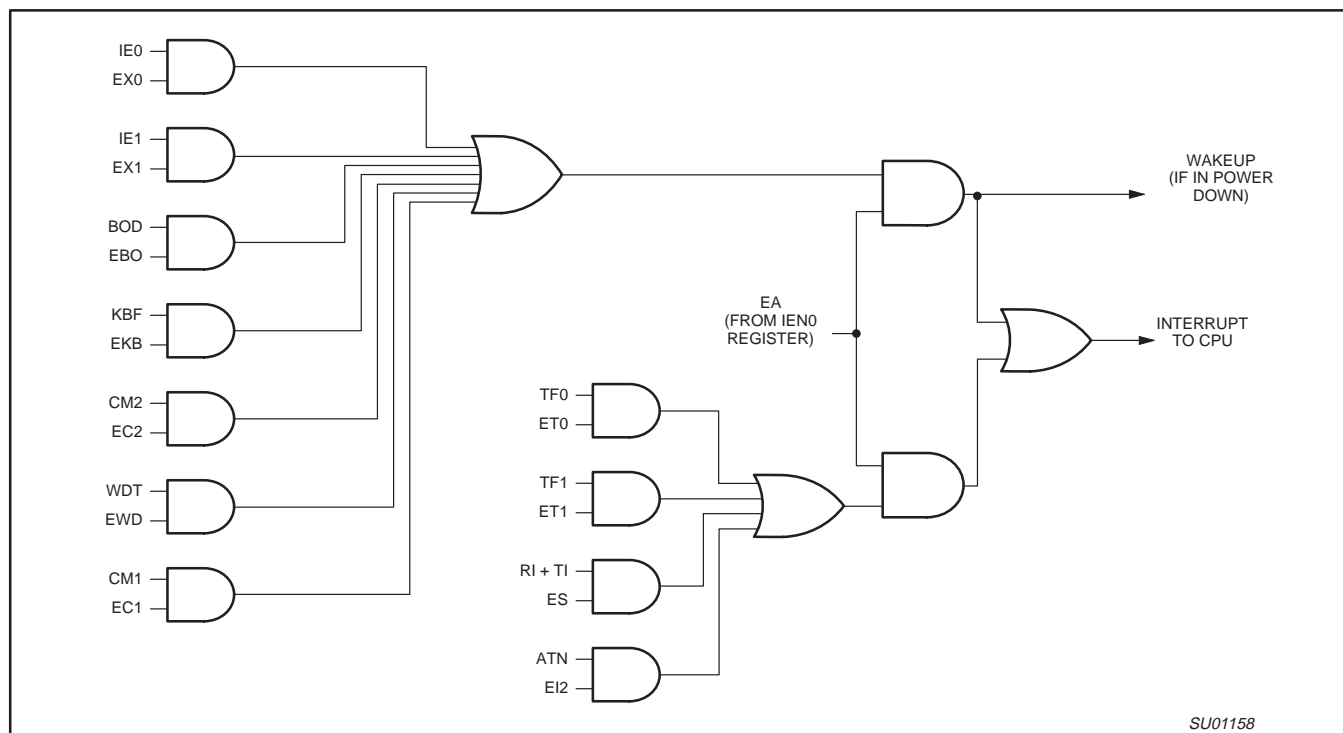 IE0
EX0
IE1
EX1
BOD
EBO
KBF
EKB
CM2
EC2
WDT
EWD
CM1
EC1
EA
(FROM IEN0
REGISTER)
TF0
ET0
TF1
ET1
RI + TI
ES
ATN
EI2
WAKEUP
(IF IN POWER
DOWN)
INTERRUPT
TO CPU
SU01158